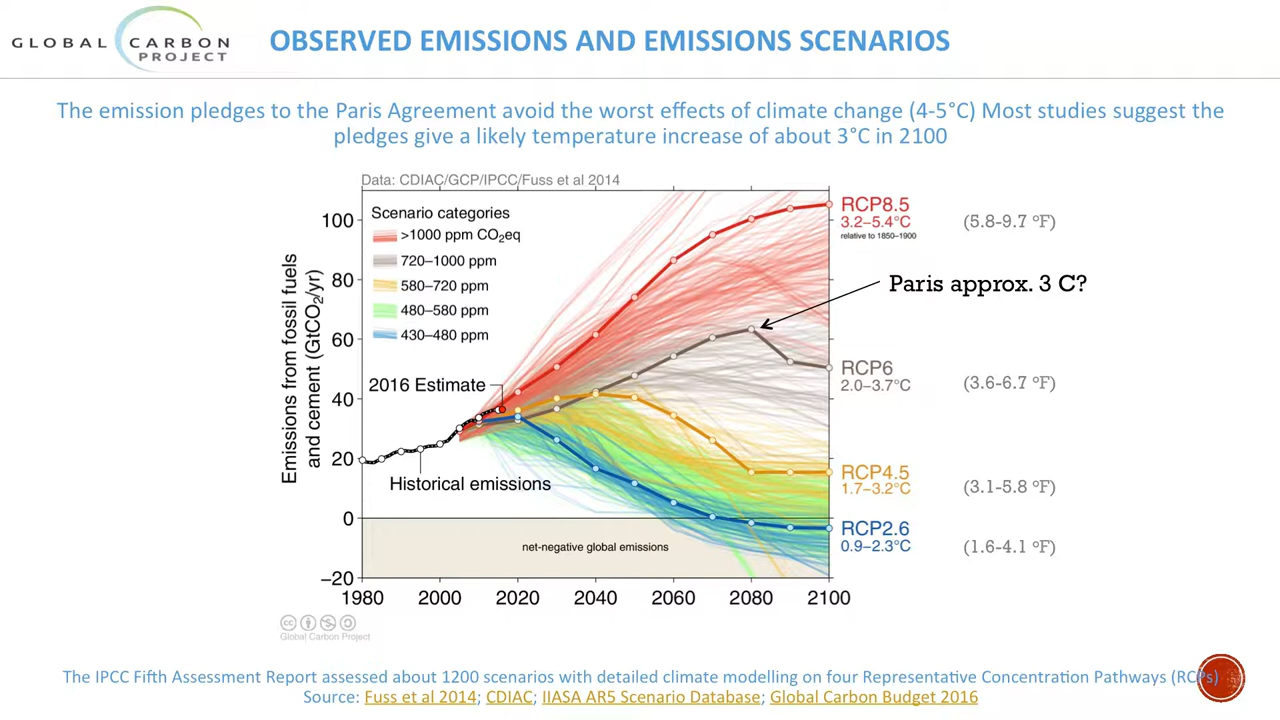 GLOBAL CARBON
PROJECT
OBSERVED EMISSIONS AND EMISSIONS SCENARIOS
The emission pledges to the Paris Agreement avoid the worst effects of climate change (4-5°C) Most studies suggest the
pledges give a likely temperature increase of about 3°C in 2100
Data: CDIAC/GCP/IPCC/Fuss et al 2014
Emissions from fossil fuels
and cement (GtCO₂/yr)
100
80
60
40
20
0
−20
Scenario categories
>1000 ppm CO₂eq
720–1000 ppm
580–720 ppm
480–580 ppm
430–480 ppm
2016 Estimate
Historical emissions
net-negative global emissions
1980 2000 2020 2040 2060 2080 2100
RCP8.5
3.2–5.4°C (5.8-9.7 °F)
relative to 1850–1900
Paris approx. 3 C?
RCP6
2.0–3.7°C (3.6-6.7 °F)
RCP4.5
1.7–3.2°C (3.1-5.8 °F)
RCP2.6
0.9–2.3°C (1.6-4.1 °F)
cc
Global Carbon Project
The IPCC Fifth Assessment Report assessed about 1200 scenarios with detailed climate modelling on four Representative Concentration Pathways (RCPs)
Source: Fuss et al 2014; CDIAC; IIASA AR5 Scenario Database; Global Carbon Budget 2016